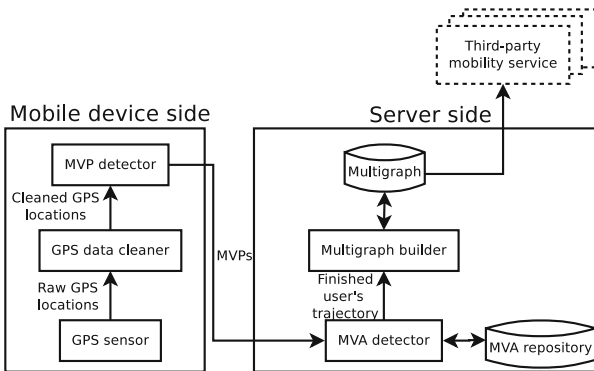 Third-party
mobility service
Mobile device side
Server side
MVP detector
Multigraph
Cleaned GPS
locations
GPS data cleaner
MVPs
Multigraph builder
Raw GPS
locations
Finished
user's
trajectory
GPS sensor
MVA detector
MVA repository